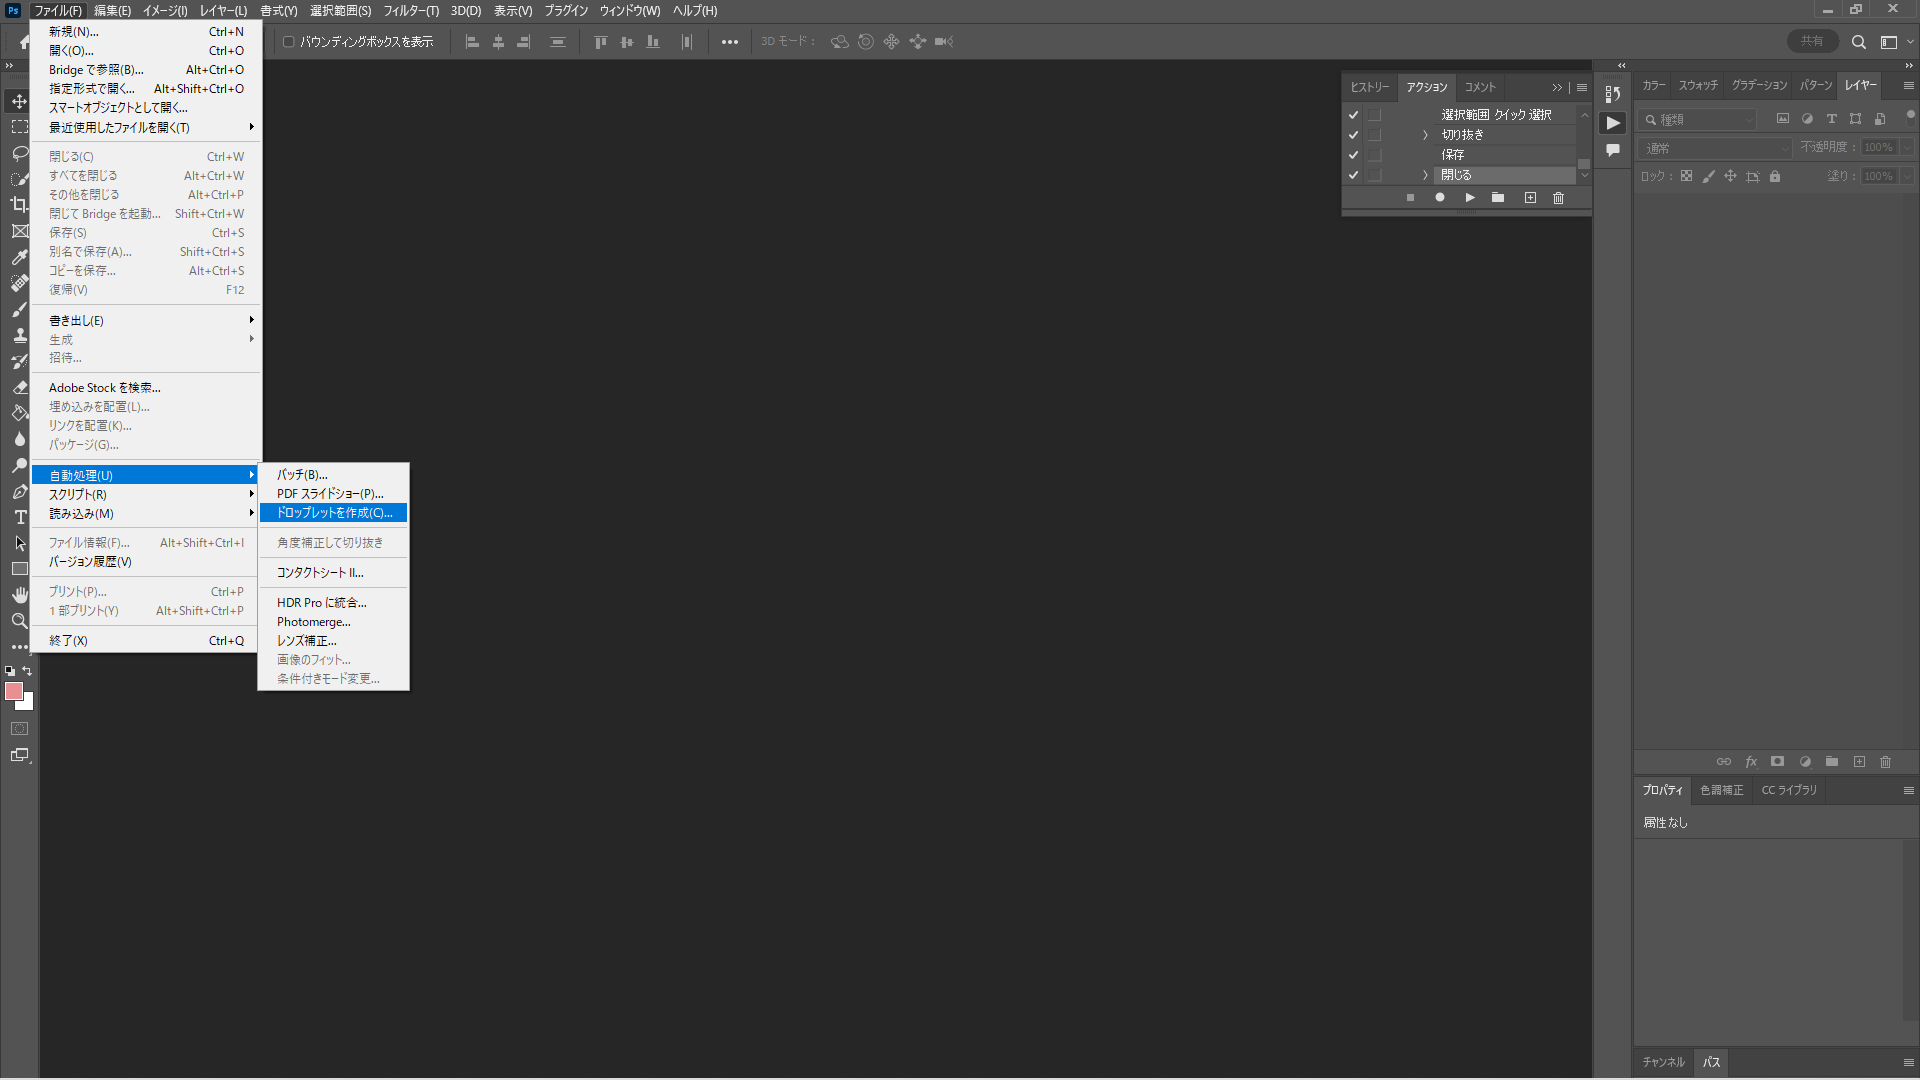 Ps ファイル(F) 編集(E) イメージ(I) レイヤー(L) 書式(Y) 選択範囲(S) フィルター(T) 3D(D) 表示(V) プラグイン ウィンドウ(W) ヘルプ(H)
バウンディングボックスを表示 3D モード: 共有
新規(N)... Ctrl+N
開く(O)... Ctrl+O
Bridge で参照(B)... Alt+Ctrl+O
指定形式で開く... Alt+Shift+Ctrl+O
スマートオブジェクトとして開く...
最近使用したファイルを開く(T)
閉じる(C) Ctrl+W
すべてを閉じる Alt+Ctrl+W
その他を閉じる Alt+Ctrl+P
閉じて Bridge を起動... Shift+Ctrl+W
保存(S) Ctrl+S
別名で保存(A)... Shift+Ctrl+S
コピーを保存... Alt+Ctrl+S
復帰(V) F12
書き出し(E)
生成
招待...
Adobe Stock を検索...
埋め込みを配置(L)...
リンクを配置(K)...
パッケージ(G)...
自動処理(U)
スクリプト(R)
読み込み(M)
ファイル情報(F)... Alt+Shift+Ctrl+I
バージョン履歴(V)
プリント(P)... Ctrl+P
1 部プリント(Y) Alt+Shift+Ctrl+P
終了(X) Ctrl+Q
バッチ(B)...
PDF スライドショー(P)...
ドロップレットを作成(C)...
角度補正して切り抜き
コンタクトシート II...
HDR Pro に統合...
Photomerge...
レンズ補正...
画像のフィット...
条件付きモード変更...
ヒストリー アクション コメント
選択範囲 クイック 選択
切り抜き
保存
閉じる
カラー スウォッチ グラデーション パターン レイヤー
種類
通常 不透明度: 100%
ロック: 塗り: 100%
fx
プロパティ 色調補正 CC ライブラリ
属性なし
チャンネル パス